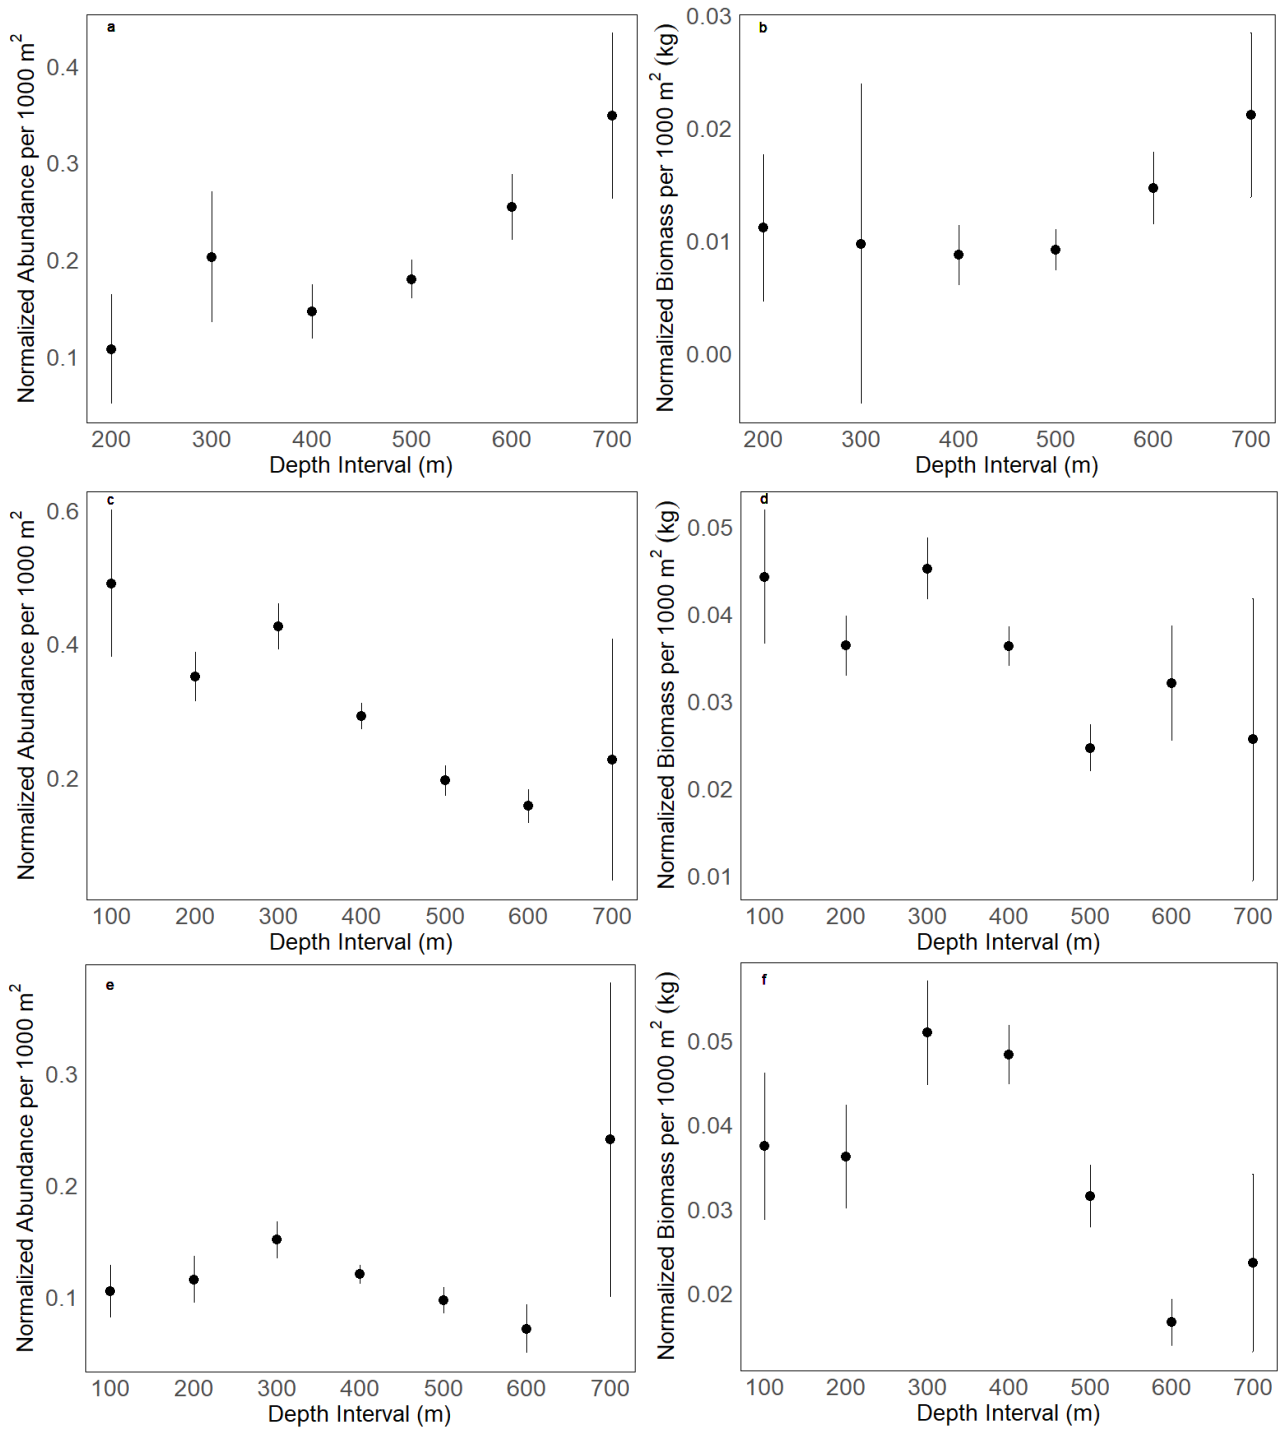 a
Normalized Abundance per 1000 m²
0.4
0.3
0.2
0.1
200 300 400 500 600 700
Depth Interval (m)
b
Normalized Biomass per 1000 m² (kg)
0.03
0.02
0.01
0.00
200 300 400 500 600 700
Depth Interval (m)
c
Normalized Abundance per 1000 m²
0.6
0.4
0.2
100 200 300 400 500 600 700
Depth Interval (m)
d
Normalized Biomass per 1000 m² (kg)
0.05
0.04
0.03
0.02
0.01
100 200 300 400 500 600 700
Depth Interval (m)
e
Normalized Abundance per 1000 m²
0.3
0.2
0.1
100 200 300 400 500 600 700
Depth Interval (m)
f
Normalized Biomass per 1000 m² (kg)
0.05
0.04
0.03
0.02
100 200 300 400 500 600 700
Depth Interval (m)